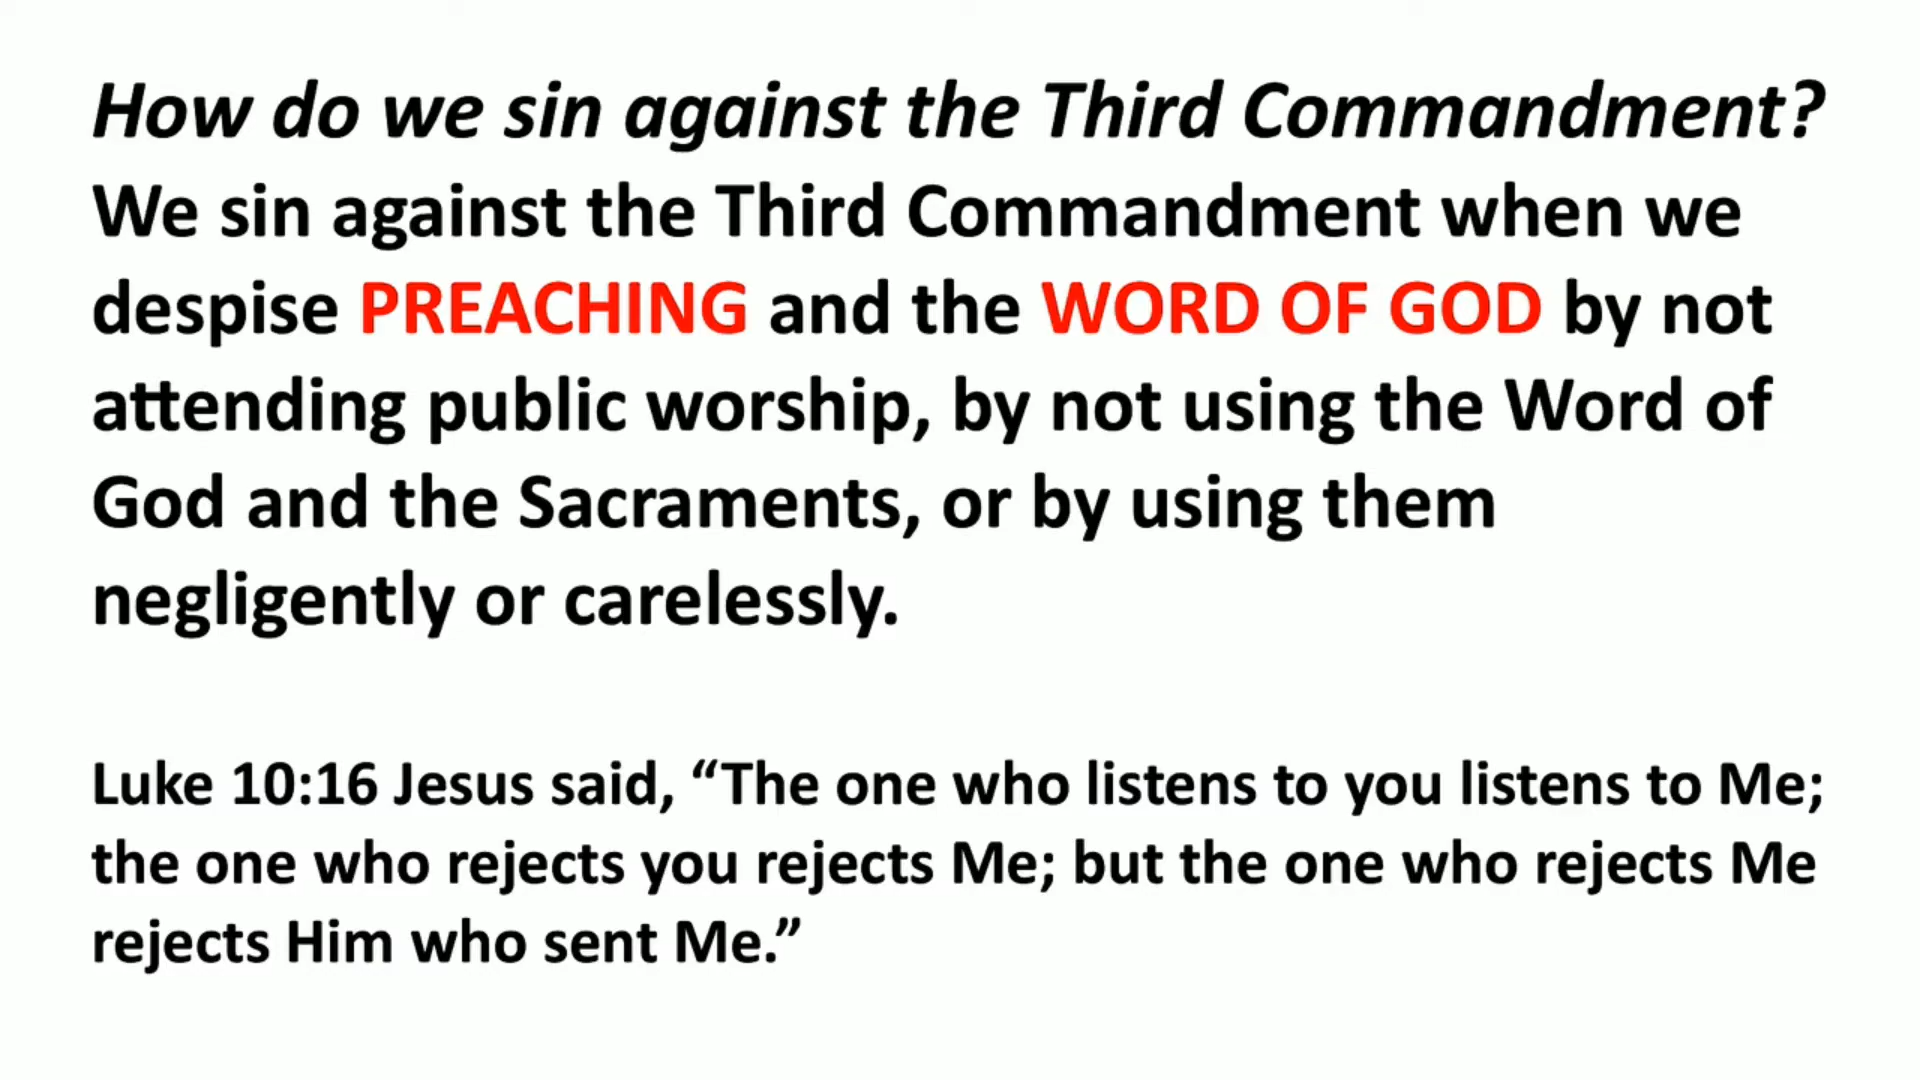 How do we sin against the Third Commandment?
We sin against the Third Commandment when we
despise PREACHING and the WORD OF GOD by not
attending public worship, by not using the Word of
God and the Sacraments, or by using them
negligently or carelessly.
Luke 10:16 Jesus said, “The one who listens to you listens to Me;
the one who rejects you rejects Me; but the one who rejects Me
rejects Him who sent Me.”